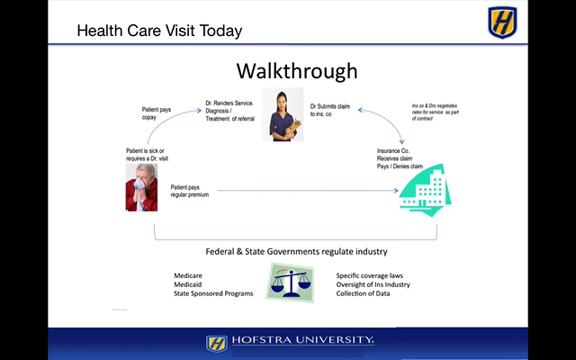 Health Care Visit Today
H
Walkthrough
Patient pays
copay
Dr. Renders Service.
Diagnosis /
Treatment of referral
Dr Submits claim
to ins. co
Ins co & Drs negotiates
rates for service as part
of contract
Patient is sick or
requires a Dr. visit
Insurance Co.
Receives claim
Pays / Denies claim
Patient pays
regular premium
Federal & State Governments regulate industry
Medicare
Medicaid
State Sponsored Programs
Specific coverage laws
Oversight of Ins Industry
Collection of Data
H HOFSTRA UNIVERSITY